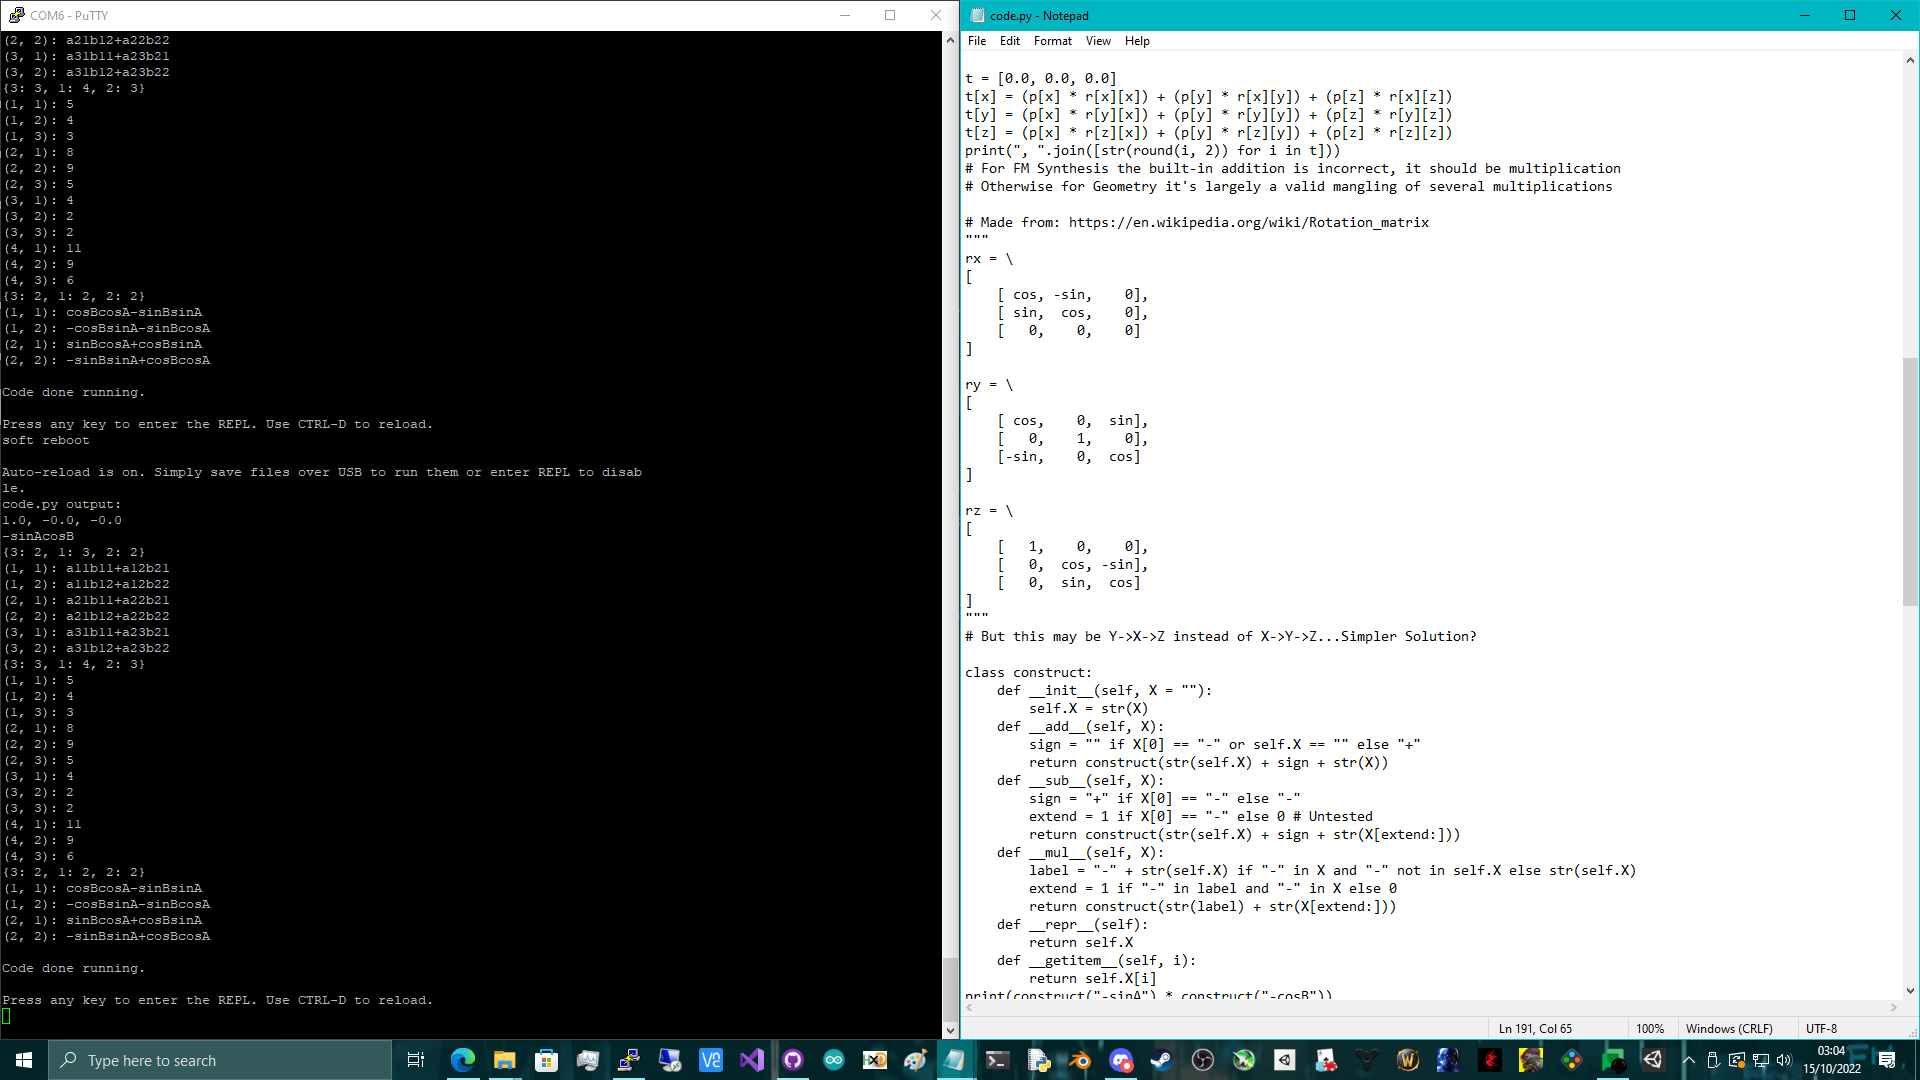 COM6 - PuTTY
(2, 2): a21b12+a22b22
(3, 1): a31b11+a23b21
(3, 2): a31b12+a23b22
{3: 3, 1: 4, 2: 3}
(1, 1): 5
(1, 2): 4
(1, 3): 3
(2, 1): 8
(2, 2): 9
(2, 3): 5
(3, 1): 4
(3, 2): 2
(3, 3): 2
(4, 1): 11
(4, 2): 9
(4, 3): 6
{3: 2, 1: 2, 2: 2}
(1, 1): cosBcosA-sinBsinA
(1, 2): -cosBsinA-sinBcosA
(2, 1): sinBcosA+cosBsinA
(2, 2): -sinBsinA+cosBcosA
Code done running.
Press any key to enter the REPL. Use CTRL-D to reload.
soft reboot
Auto-reload is on. Simply save files over USB to run them or enter REPL to disab
le.
code.py output:
1.0, -0.0, -0.0
-sinAcosB
{3: 2, 1: 3, 2: 2}
(1, 1): a11b11+a12b21
(1, 2): a11b12+a12b22
(2, 1): a21b11+a22b21
(2, 2): a21b12+a22b22
(3, 1): a31b11+a23b21
(3, 2): a31b12+a23b22
{3: 3, 1: 4, 2: 3}
(1, 1): 5
(1, 2): 4
(1, 3): 3
(2, 1): 8
(2, 2): 9
(2, 3): 5
(3, 1): 4
(3, 2): 2
(3, 3): 2
(4, 1): 11
(4, 2): 9
(4, 3): 6
{3: 2, 1: 2, 2: 2}
(1, 1): cosBcosA-sinBsinA
(1, 2): -cosBsinA-sinBcosA
(2, 1): sinBcosA+cosBsinA
(2, 2): -sinBsinA+cosBcosA
Code done running.
Press any key to enter the REPL. Use CTRL-D to reload.
code.py - Notepad
File Edit Format View Help
t = [0.0, 0.0, 0.0]
t[x] = (p[x] * r[x][x]) + (p[y] * r[x][y]) + (p[z] * r[x][z])
t[y] = (p[x] * r[y][x]) + (p[y] * r[y][y]) + (p[z] * r[y][z])
t[z] = (p[x] * r[z][x]) + (p[y] * r[z][y]) + (p[z] * r[z][z])
print(", ".join([str(round(i, 2)) for i in t]))
# For FM Synthesis the built-in addition is incorrect, it should be multiplication
# Otherwise for Geometry it's largely a valid mangling of several multiplications
# Made from: https://en.wikipedia.org/wiki/Rotation_matrix
"""
rx = \
[
[ cos, -sin, 0],
[ sin, cos, 0],
[ 0, 0, 0]
]
ry = \
[
[ cos, 0, sin],
[ 0, 1, 0],
[-sin, 0, cos]
]
rz = \
[
[ 1, 0, 0],
[ 0, cos, -sin],
[ 0, sin, cos]
]
"""
# But this may be Y->X->Z instead of X->Y->Z...Simpler Solution?
class construct:
def __init__(self, X = ""):
self.X = str(X)
def __add__(self, X):
sign = "" if X[0] == "-" or self.X == "" else "+"
return construct(str(self.X) + sign + str(X))
def __sub__(self, X):
sign = "+" if X[0] == "-" else "-"
extend = 1 if X[0] == "-" else 0 # Untested
return construct(str(self.X) + sign + str(X[extend:]))
def __mul__(self, X):
label = "-" + str(self.X) if "-" in X and "-" not in self.X else str(self.X)
extend = 1 if "-" in label and "-" in X else 0
return construct(str(label) + str(X[extend:]))
def __repr__(self):
return self.X
def __getitem__(self, i):
return self.X[i]
print(construct("-sinA") * construct("-cosB"))
Ln 191, Col 65 100% Windows (CRLF) UTF-8
Type here to search
03:04
15/10/2022